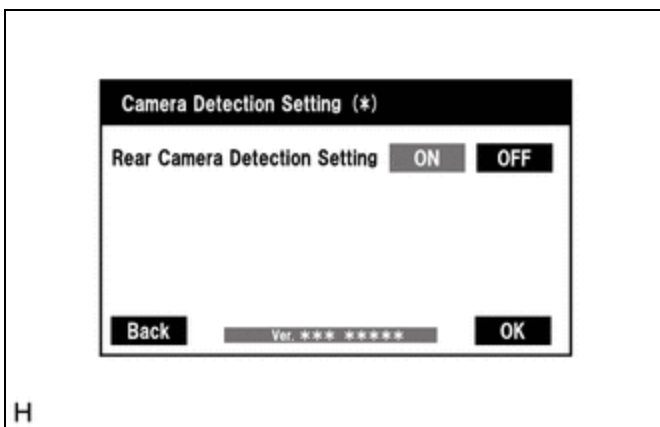 Camera Detection Setting (*)
Rear Camera Detection Setting ON OFF
Back Ver. *** ***** OK
H